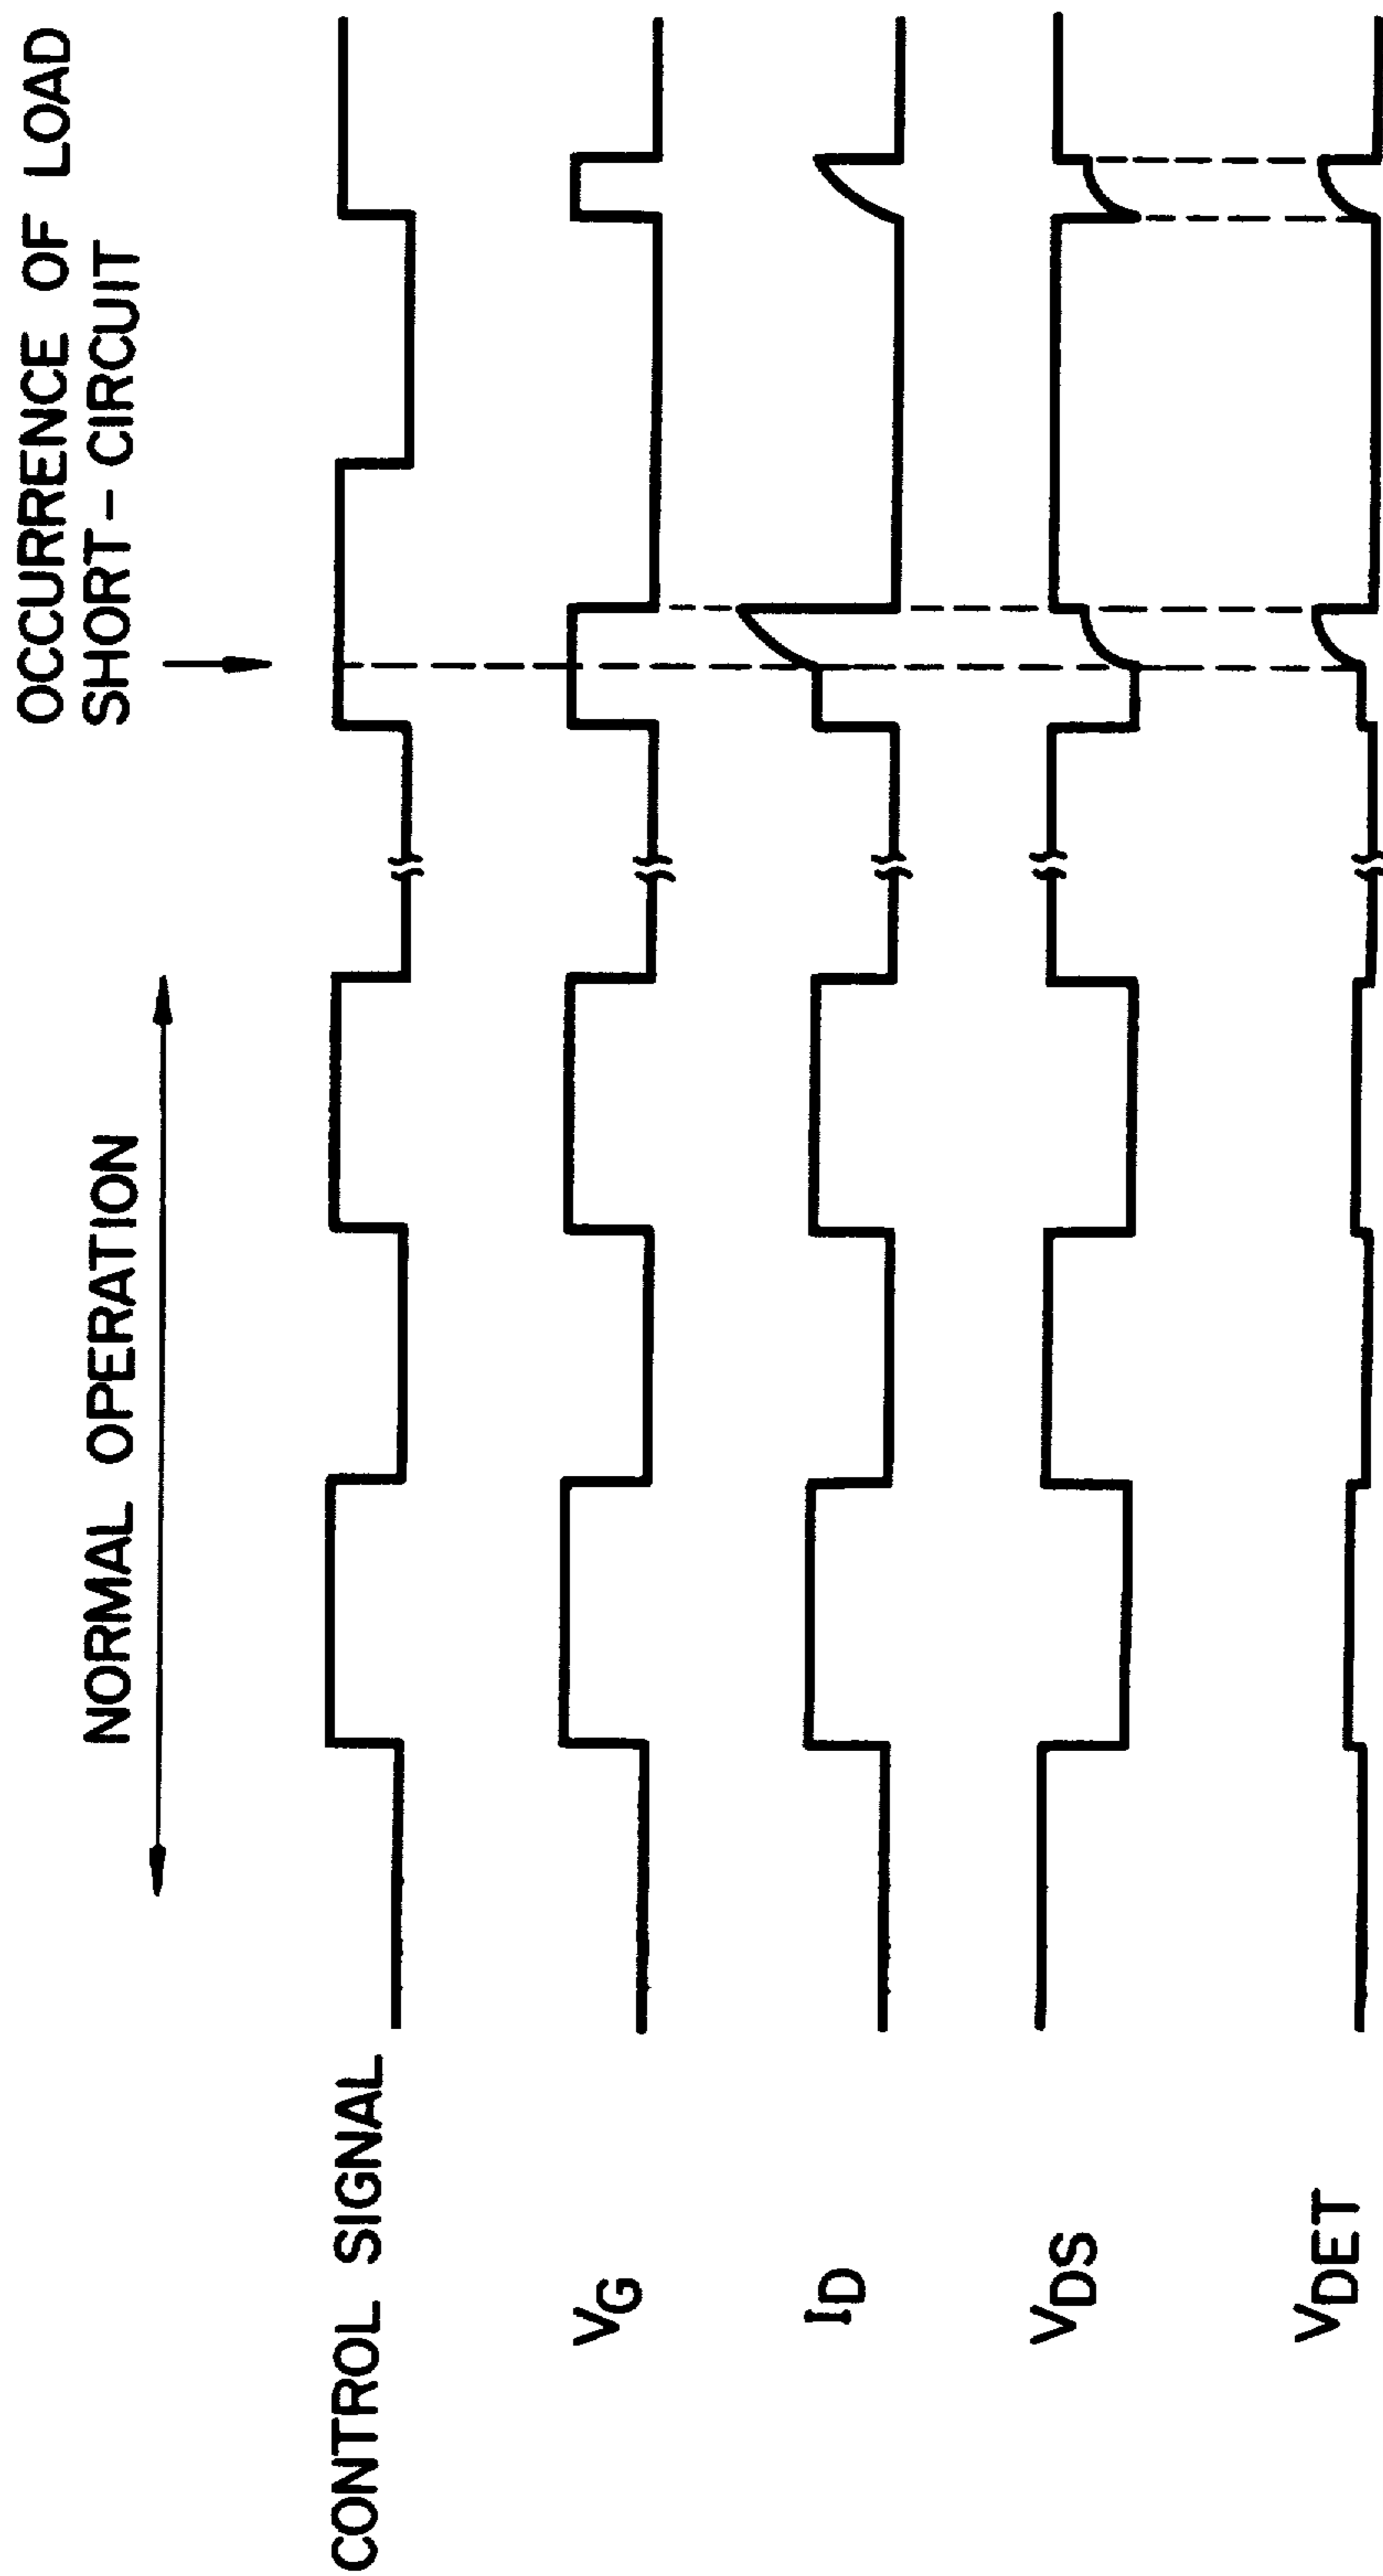 OCCURRENCE OF LOAD
SHORT-CIRCUIT
NORMAL OPERATION
CONTROL SIGNAL
VG
ID
VDS
VDET